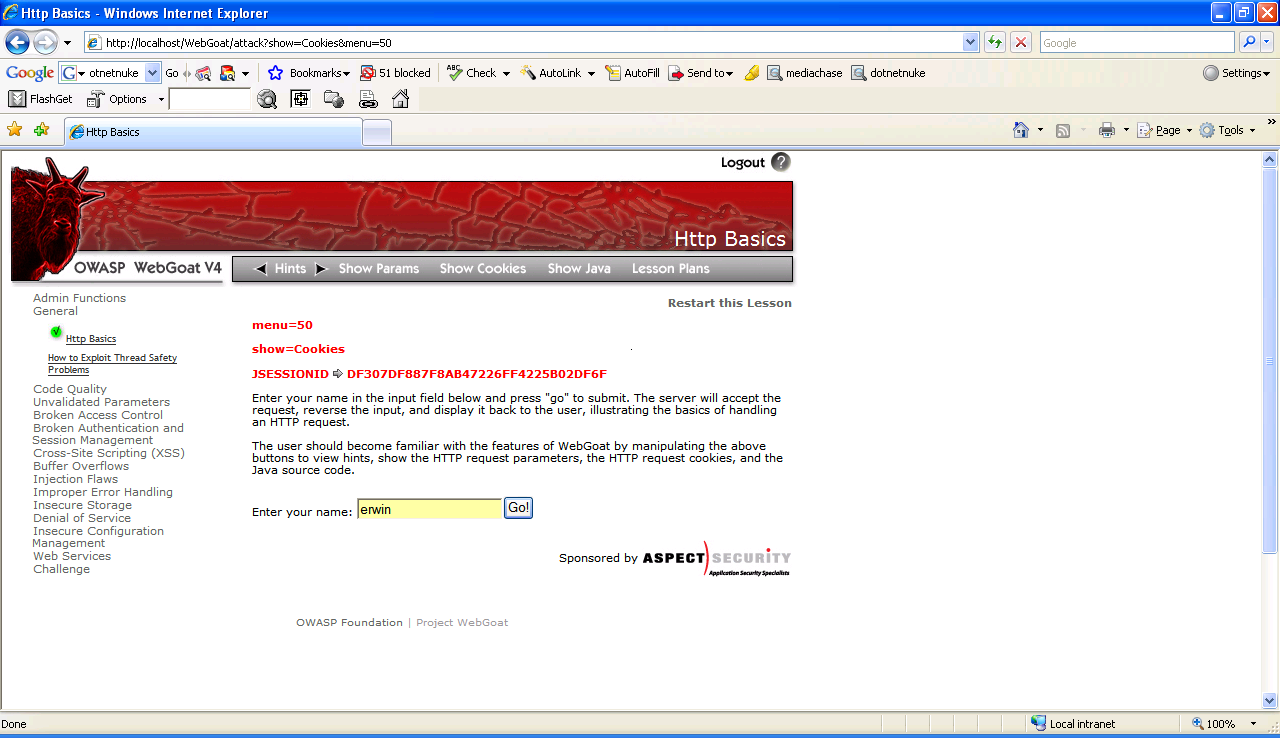 Http Basics - Windows Internet Explorer
http://localhost/WebGoat/attack?show=Cookies&menu=50
Google
Google G otnetnuke Go Bookmarks 51 blocked ABC Check AutoLink AutoFill Send to mediachase dotnetnuke Settings
FlashGet Options
Http Basics
Page Tools »
Logout ?
Http Basics
OWASP WebGoat V4
Hints Show Params Show Cookies Show Java Lesson Plans
Restart this Lesson
Admin Functions
General
Http Basics
How to Exploit Thread Safety
Problems
Code Quality
Unvalidated Parameters
Broken Access Control
Broken Authentication and
Session Management
Cross-Site Scripting (XSS)
Buffer Overflows
Injection Flaws
Improper Error Handling
Insecure Storage
Denial of Service
Insecure Configuration
Management
Web Services
Challenge
menu=50
show=Cookies
JSESSIONID ⇨ DF307DF887F8AB47226FF4225B02DF6F
Enter your name in the input field below and press "go" to submit. The server will accept the
request, reverse the input, and display it back to the user, illustrating the basics of handling
an HTTP request.
The user should become familiar with the features of WebGoat by manipulating the above
buttons to view hints, show the HTTP request parameters, the HTTP request cookies, and the
Java source code.
Enter your name: erwin Go!
Sponsored by ASPECT SECURITY
Application Security Specialists
OWASP Foundation | Project WebGoat
Done
Local intranet
100%